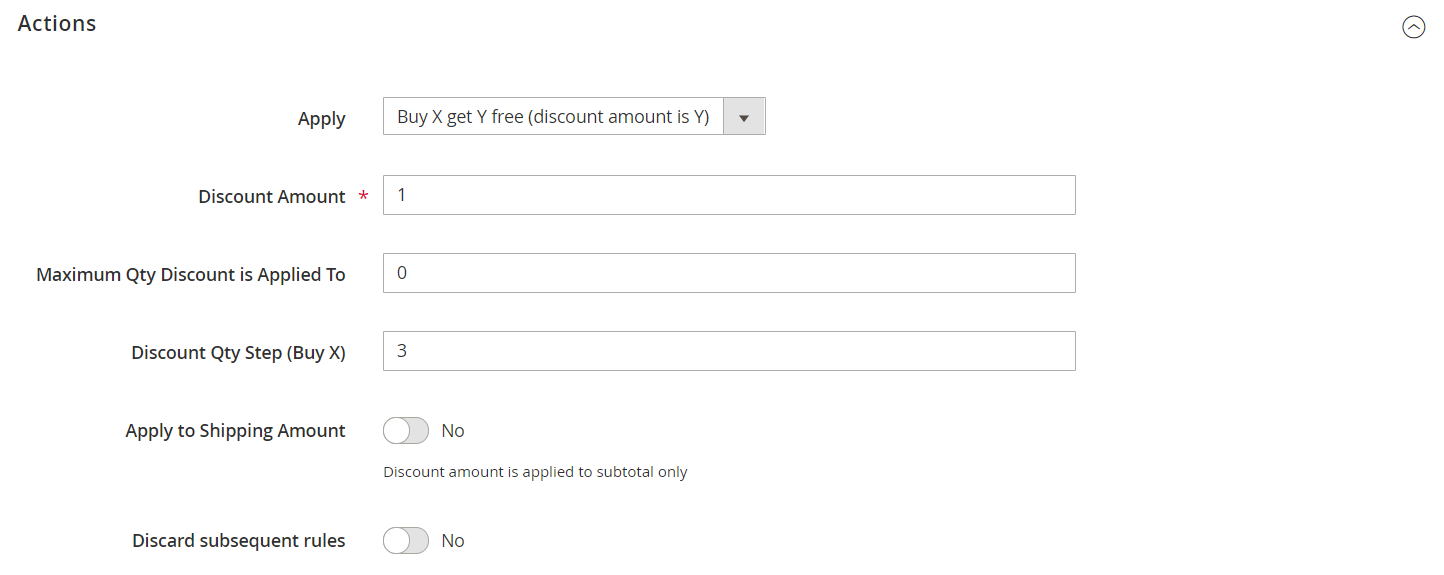 Actions
Apply
Buy X get Y free (discount amount is Y)
Discount Amount *
1
Maximum Qty Discount is Applied To
0
Discount Qty Step (Buy X)
3
Apply to Shipping Amount
No
Discount amount is applied to subtotal only
Discard subsequent rules
No